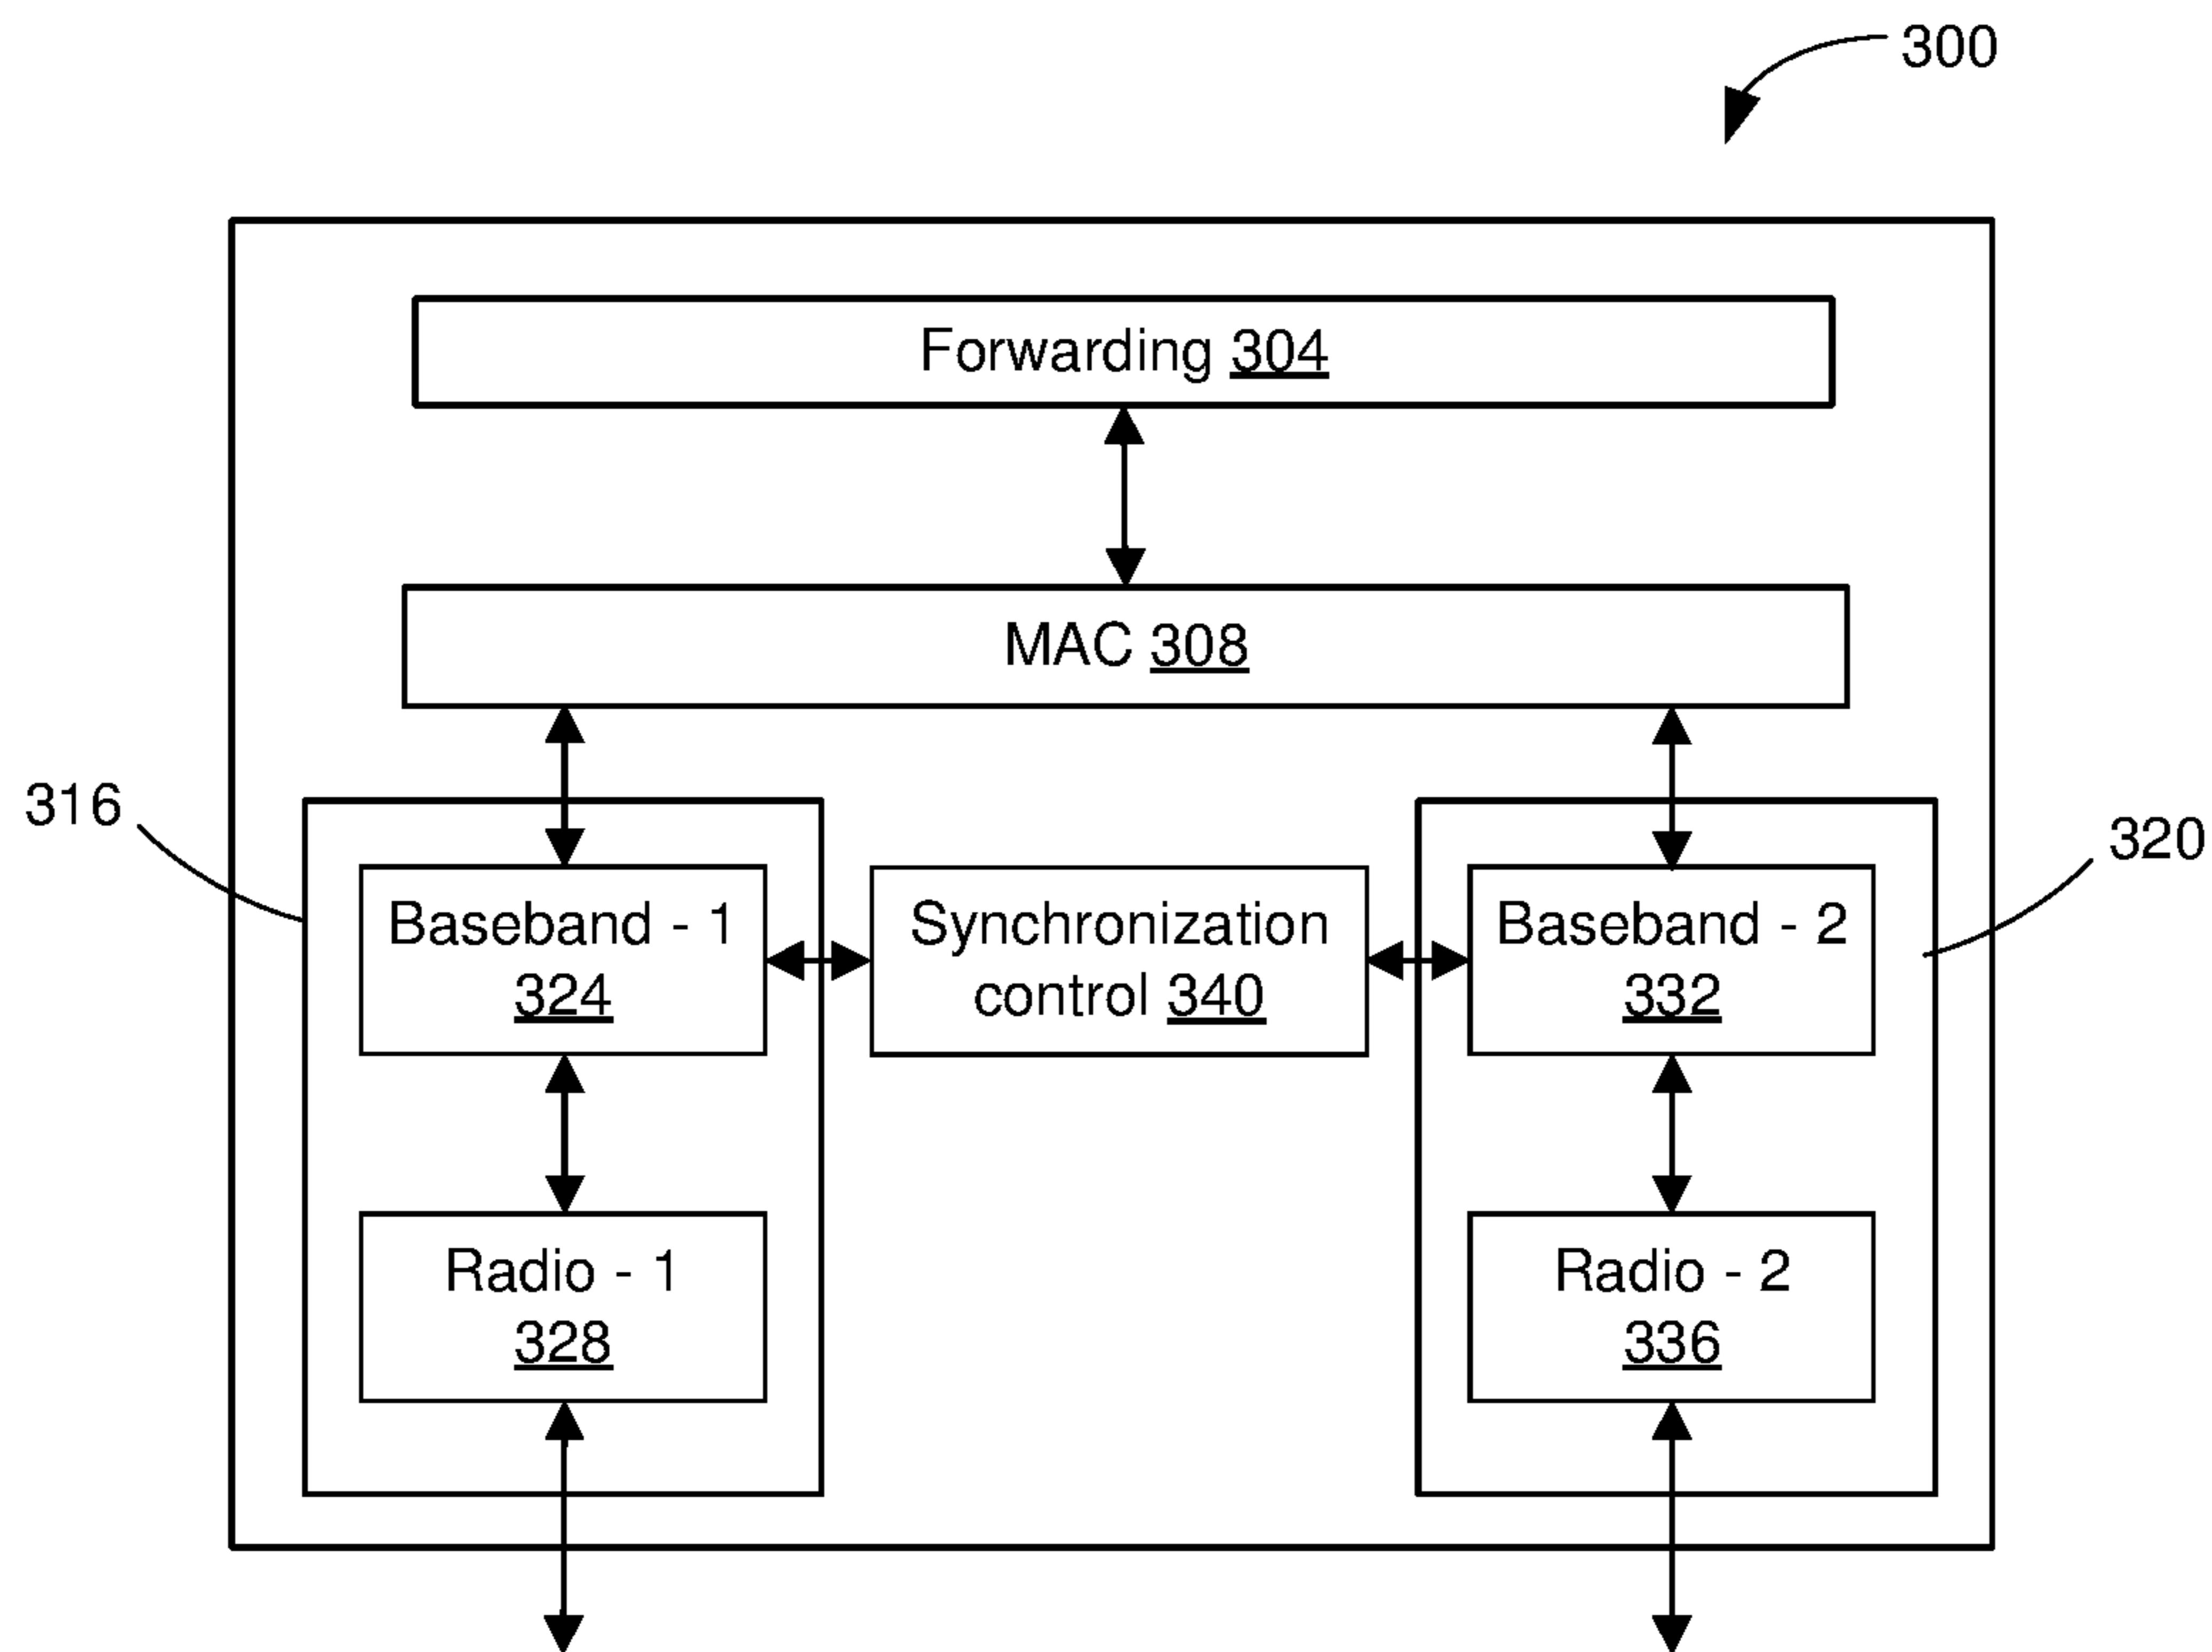 300
Forwarding 304
MAC 308
316
320
Baseband - 1
324
Synchronization
control 340
Baseband - 2
332
Radio - 1
328
Radio - 2
336